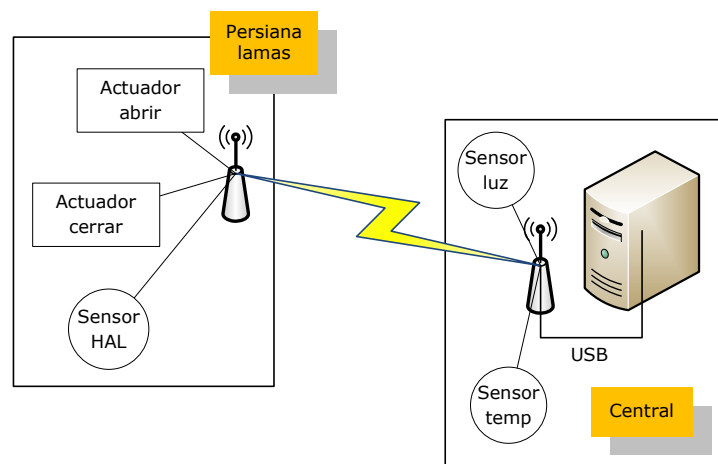 Persiana
lamas
Actuador
abrir
Actuador
cerrar
Sensor
HAL
Sensor
luz
USB
Sensor
temp
Central